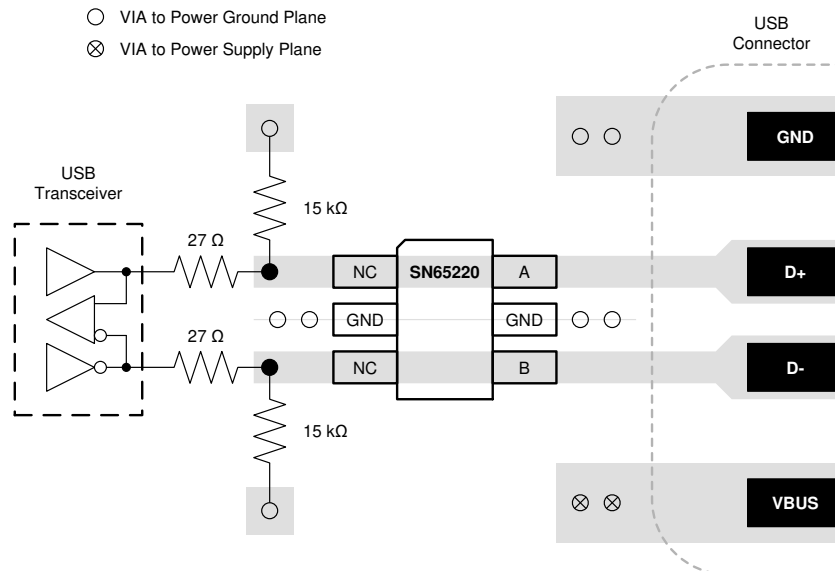 VIA to Power Ground Plane
VIA to Power Supply Plane
USB
Connector
GND
USB
Transceiver
15 kΩ
27 Ω
NC
SN65220
A
D+
GND
GND
27 Ω
NC
B
D-
15 kΩ
VBUS